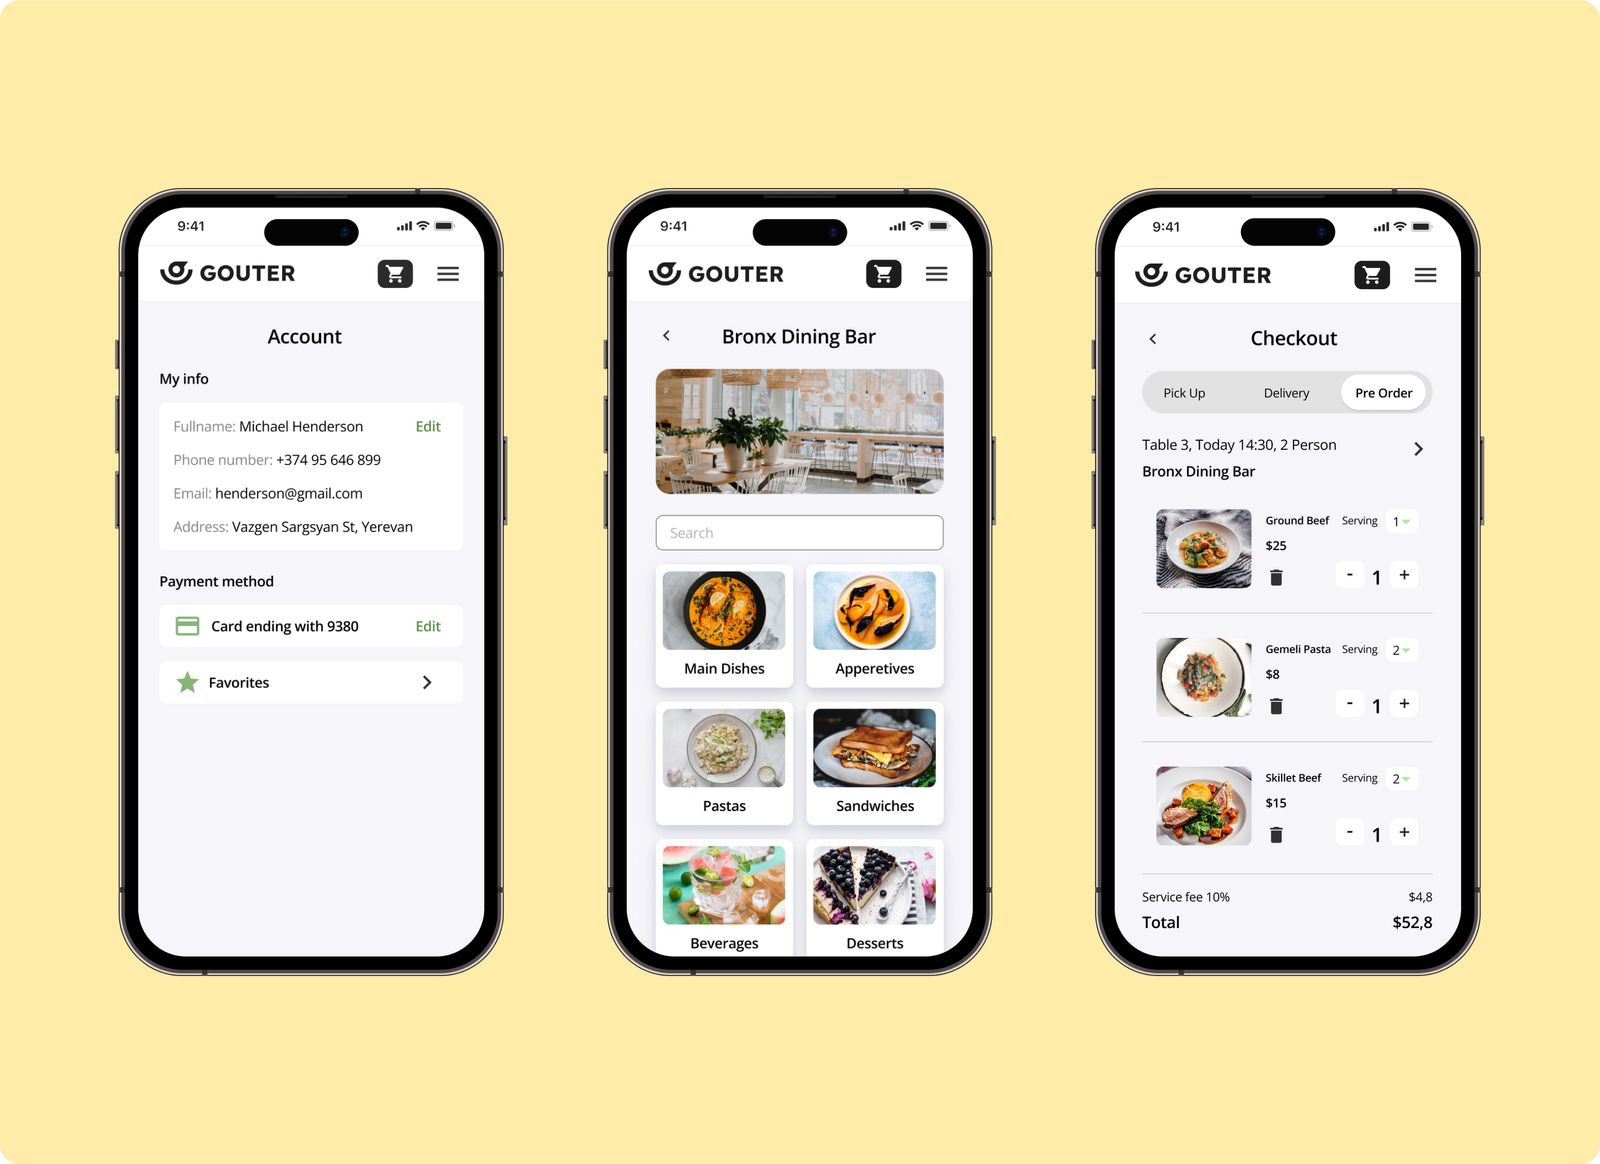 9:41
GOUTER
Account
My info
Fullname: Michael Henderson Edit
Phone number: +374 95 646 899
Email: henderson@gmail.com
Address: Vazgen Sargsyan St, Yerevan
Payment method
Card ending with 9380 Edit
Favorites
9:41
GOUTER
Bronx Dining Bar
Search
Main Dishes Apperetives
Pastas Sandwiches
Beverages Desserts
9:41
GOUTER
Checkout
Pick Up Delivery Pre Order
Table 3, Today 14:30, 2 Person
Bronx Dining Bar
Ground Beef Serving 1
$25
- 1 +
Gemeli Pasta Serving 2
$8
- 1 +
Skillet Beef Serving 2
$15
- 1 +
Service fee 10% $4,8
Total $52,8